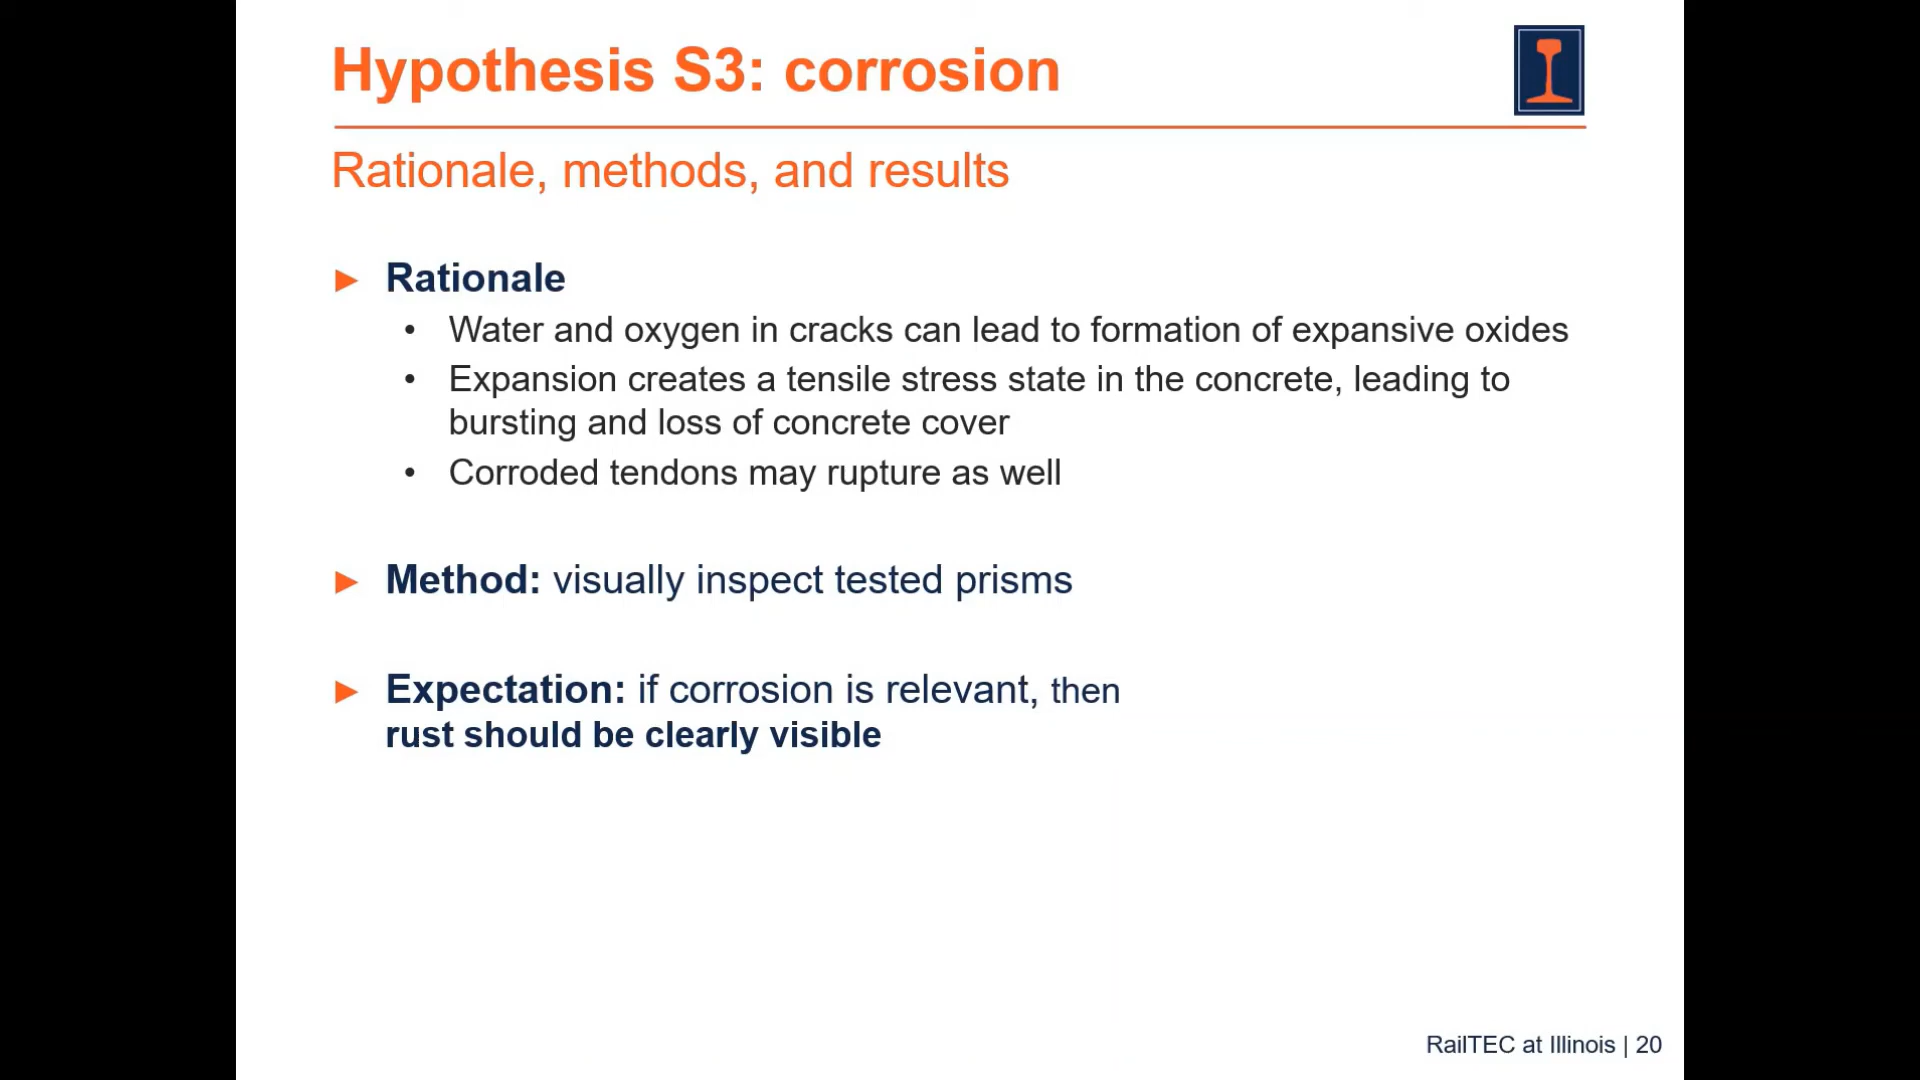 Hypothesis S3: corrosion
Rationale, methods, and results
► Rationale
• Water and oxygen in cracks can lead to formation of expansive oxides
• Expansion creates a tensile stress state in the concrete, leading to
bursting and loss of concrete cover
• Corroded tendons may rupture as well
► Method: visually inspect tested prisms
► Expectation: if corrosion is relevant, then
rust should be clearly visible
RailTEC at Illinois | 20